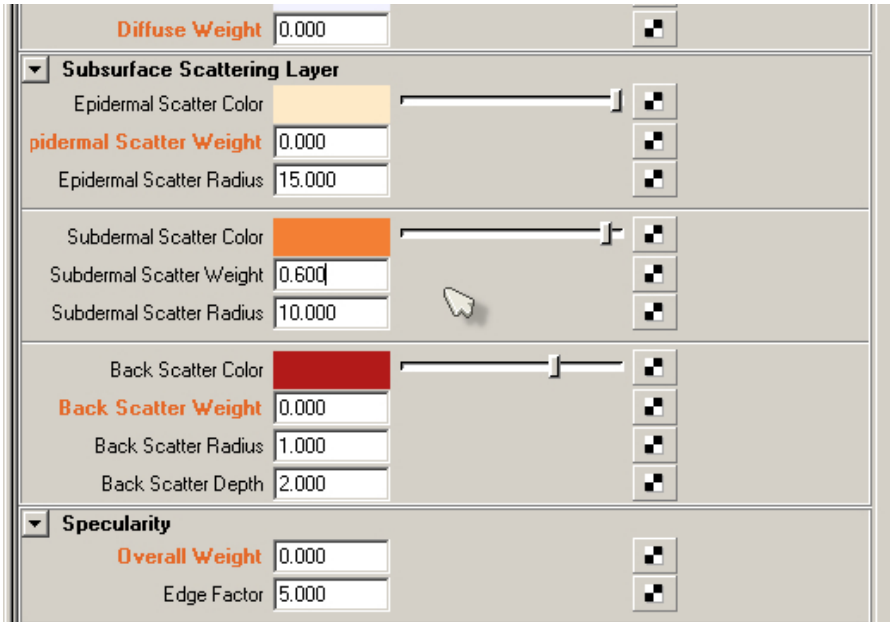 Diffuse Weight 0.000
Subsurface Scattering Layer
Epidermal Scatter Color
pidermal Scatter Weight 0.000
Epidermal Scatter Radius 15.000
Subdermal Scatter Color
Subdermal Scatter Weight 0.600
Subdermal Scatter Radius 10.000
Back Scatter Color
Back Scatter Weight 0.000
Back Scatter Radius 1.000
Back Scatter Depth 2.000
Specularity
Overall Weight 0.000
Edge Factor 5.000